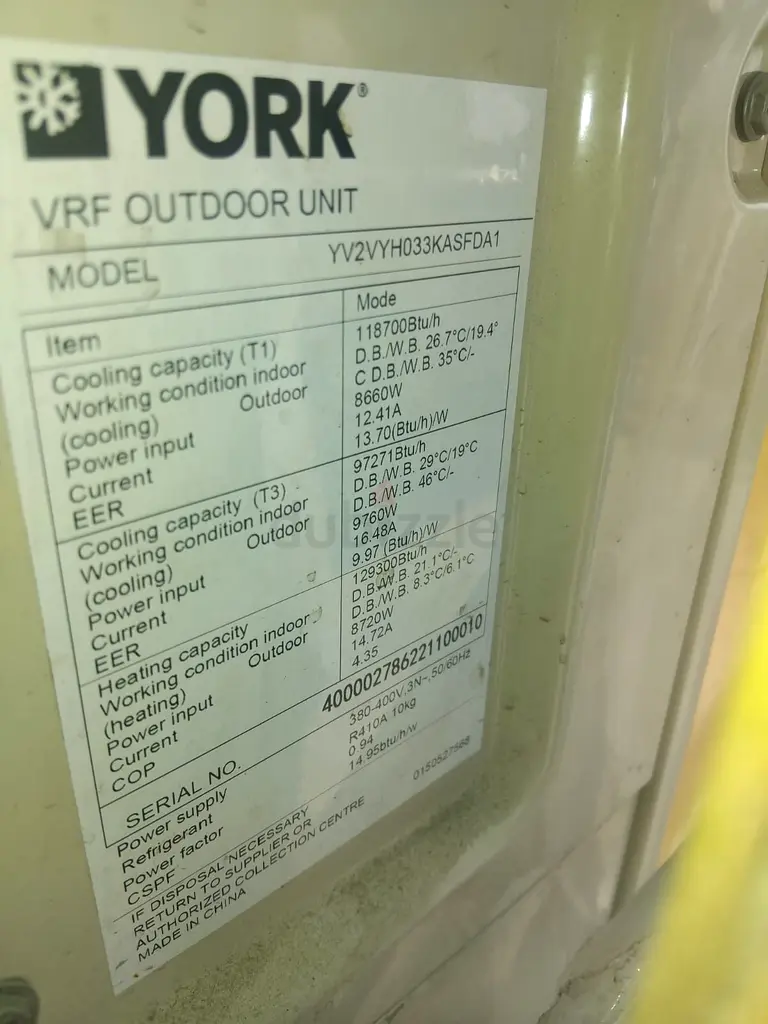 YORK®
VRF OUTDOOR UNIT
MODEL YV2VYH033KASFDA1
Item Mode
Cooling capacity (T1) 118700Btu/h
Working condition indoor D.B./W.B. 26.7°C/19.4°
(cooling) Outdoor C D.B./W.B. 35°C/-
Power input 8660W
Current 12.41A
EER 13.70(Btu/h)/W
Cooling capacity (T3) 97271Btu/h
Working condition indoor D.B./W.B. 29°C/19°C
(cooling) Outdoor D.B./W.B. 46°C/-
Power input 9760W
Current 16.48A
EER 9.97 (Btu/h)/W
Heating capacity 129300Btu/h
Working condition indoor D.B./W.B. 21.1°C/-
(heating) Outdoor D.B./W.B. 8.3°C/6.1°C
Power input 8720W
Current 14.72A
COP 4.35
SERIAL NO. 400002786221100010
Power supply 380-400V,3N~,50/60Hz
Refrigerant R410A 10kg
Power factor 0.94
CSPF 14.95btu/h/w
IF DISPOSAL NECESSARY
RETURN TO SUPPLIER OR
AUTHORIZED COLLECTION CENTRE
MADE IN CHINA
0150527568
dubizzle